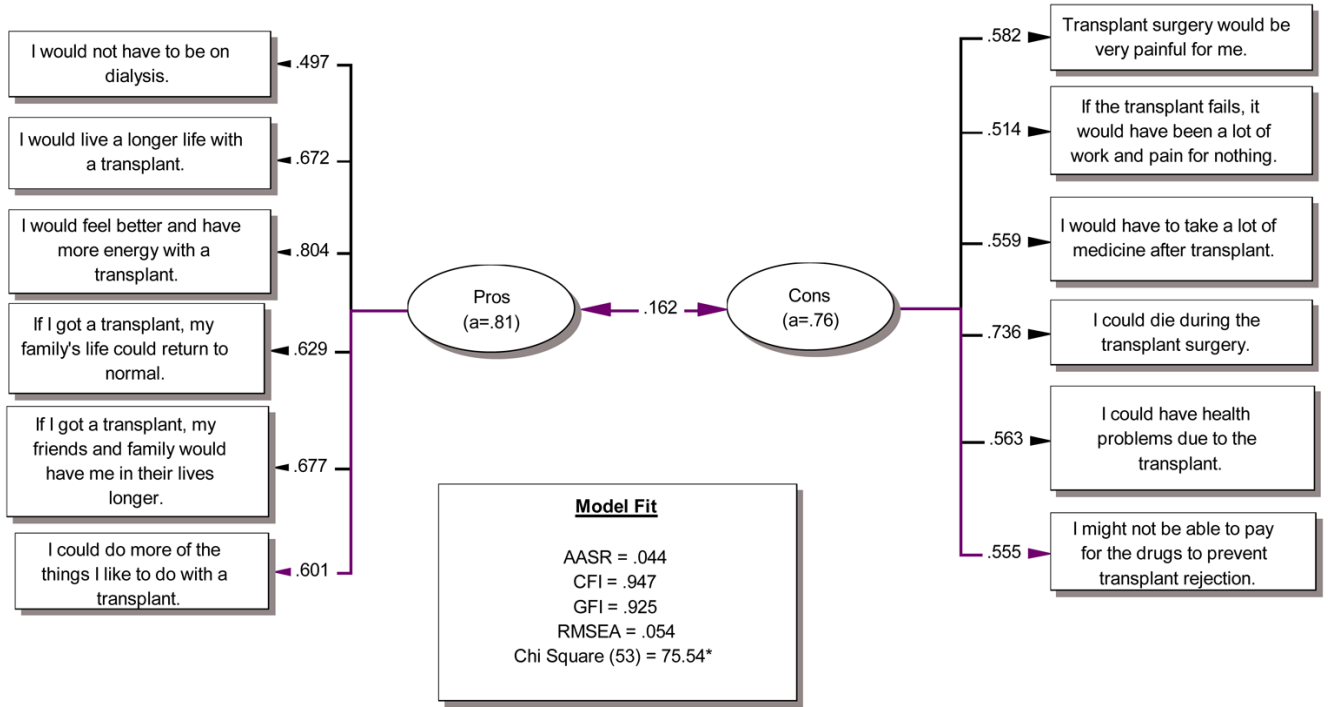 I would not have to be on
dialysis.
.497
I would live a longer life with
a transplant.
.672
I would feel better and have
more energy with a
transplant.
.804
If I got a transplant, my
family's life could return to
normal.
.629
If I got a transplant, my
friends and family would
have me in their lives
longer.
.677
I could do more of the
things I like to do with a
transplant.
.601
Pros
(a=.81)
.162
Cons
(a=.76)
.582
Transplant surgery would be
very painful for me.
.514
If the transplant fails, it
would have been a lot of
work and pain for nothing.
.559
I would have to take a lot of
medicine after transplant.
.736
I could die during the
transplant surgery.
.563
I could have health
problems due to the
transplant.
.555
I might not be able to pay
for the drugs to prevent
transplant rejection.
Model Fit
AASR = .044
CFI = .947
GFI = .925
RMSEA = .054
Chi Square (53) = 75.54*